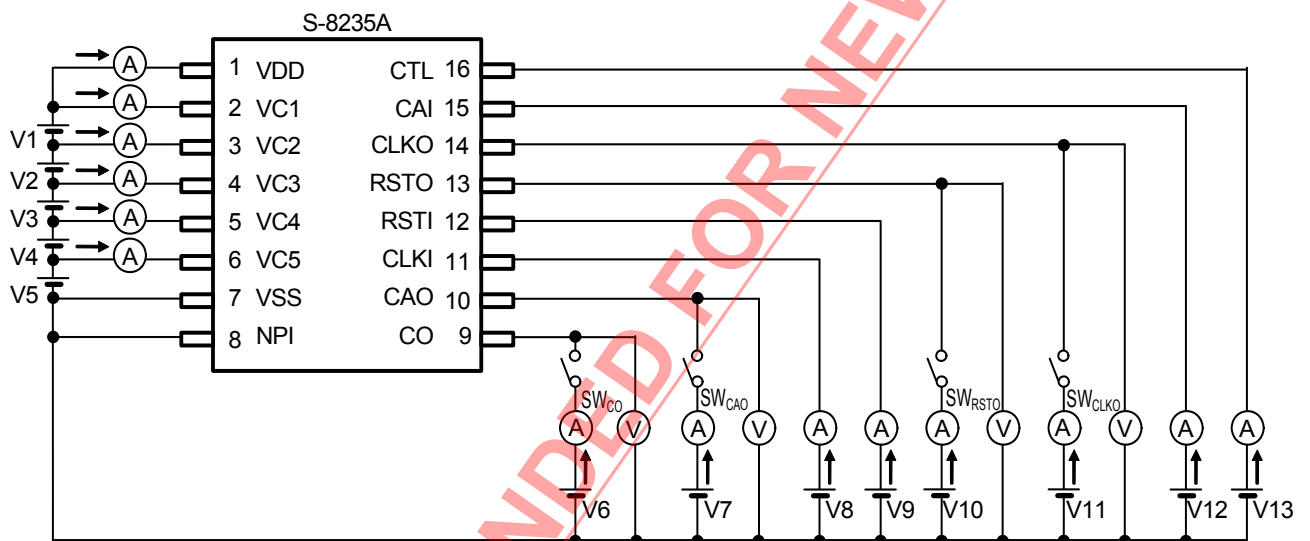 S-8235A
A 1 VDD CTL 16
A 2 VC1 CAI 15
V1 A 3 VC2 CLKO 14
V2 A 4 VC3 RSTO 13
V3 A 5 VC4 RSTI 12
V4 A 6 VC5 CLKI 11
V5 7 VSS CAO 10
8 NPI CO 9
SWCO SWCAO SWRSTO SWCLKO
A V A V A A A V A V A A
V6 V7 V8 V9 V10 V11 V12 V13
NDED FOR NEW